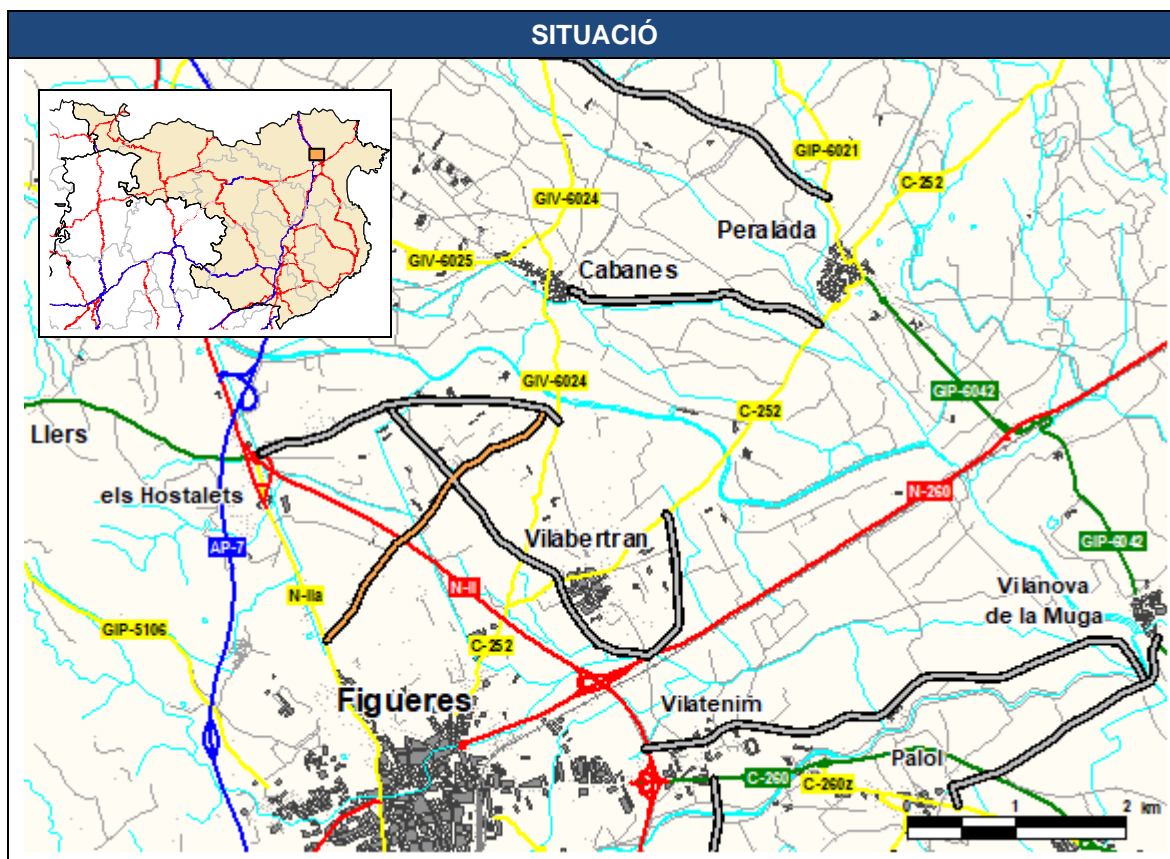 SITUACIÓ
GIP-6021
C-252
GIV-6024
Peralada
GIV-6025
Cabanes
GIV-6024
GIP-6042
C-252
Llers
els Hostalets
N-260
Vilabertran
AP-7
GIP-6042
N-II
Vilanova
de la Muga
N-IIa
GIP-5106
C-252
Figueres
Vilatenim
Palol
C-260
C-260z
0 1 2 km